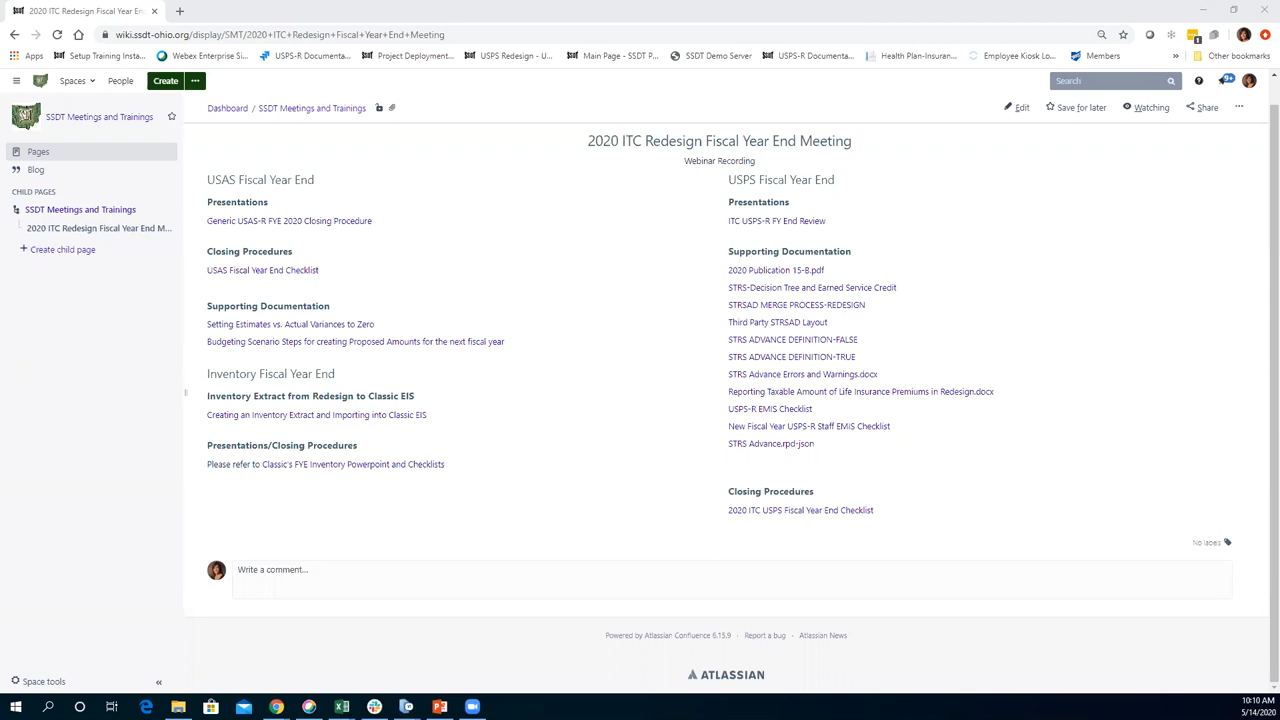 2020 ITC Redesign Fiscal Year En
wiki.ssdt-ohio.org/display/SMT/2020+ITC+Redesign+Fiscal+Year+End+Meeting
Apps
Setup Training Insta...
Webex Enterprise Si...
USPS-R Documenta...
Project Deployment...
USPS Redesign - U...
Main Page - SSDT P...
SSDT Demo Server
USPS-R Documenta...
Health Plan-Insuran...
Employee Kiosk Lo...
Members
»
Other bookmarks
Spaces
People
Create
Search
9+
SSDT Meetings and Trainings
Dashboard / SSDT Meetings and Trainings
Edit
Save for later
Watching
Share
Pages
Blog
CHILD PAGES
SSDT Meetings and Trainings
2020 ITC Redesign Fiscal Year End M...
+ Create child page
2020 ITC Redesign Fiscal Year End Meeting
Webinar Recording
USAS Fiscal Year End
Presentations
Generic USAS-R FYE 2020 Closing Procedure
Closing Procedures
USAS Fiscal Year End Checklist
Supporting Documentation
Setting Estimates vs. Actual Variances to Zero
Budgeting Scenario Steps for creating Proposed Amounts for the next fiscal year
Inventory Fiscal Year End
Inventory Extract from Redesign to Classic EIS
Creating an Inventory Extract and Importing into Classic EIS
Presentations/Closing Procedures
Please refer to Classic's FYE Inventory Powerpoint and Checklists
USPS Fiscal Year End
Presentations
ITC USPS-R FY End Review
Supporting Documentation
2020 Publication 15-B.pdf
STRS-Decision Tree and Earned Service Credit
STRSAD MERGE PROCESS-REDESIGN
Third Party STRSAD Layout
STRS ADVANCE DEFINITION-FALSE
STRS ADVANCE DEFINITION-TRUE
STRS Advance Errors and Warnings.docx
Reporting Taxable Amount of Life Insurance Premiums in Redesign.docx
USPS-R EMIS Checklist
New Fiscal Year USPS-R Staff EMIS Checklist
STRS Advance.rpd-json
Closing Procedures
2020 ITC USPS Fiscal Year End Checklist
No labels
Write a comment...
Powered by Atlassian Confluence 6.15.9 · Report a bug · Atlassian News
ATLASSIAN
Space tools
«
10:10 AM
5/14/2020